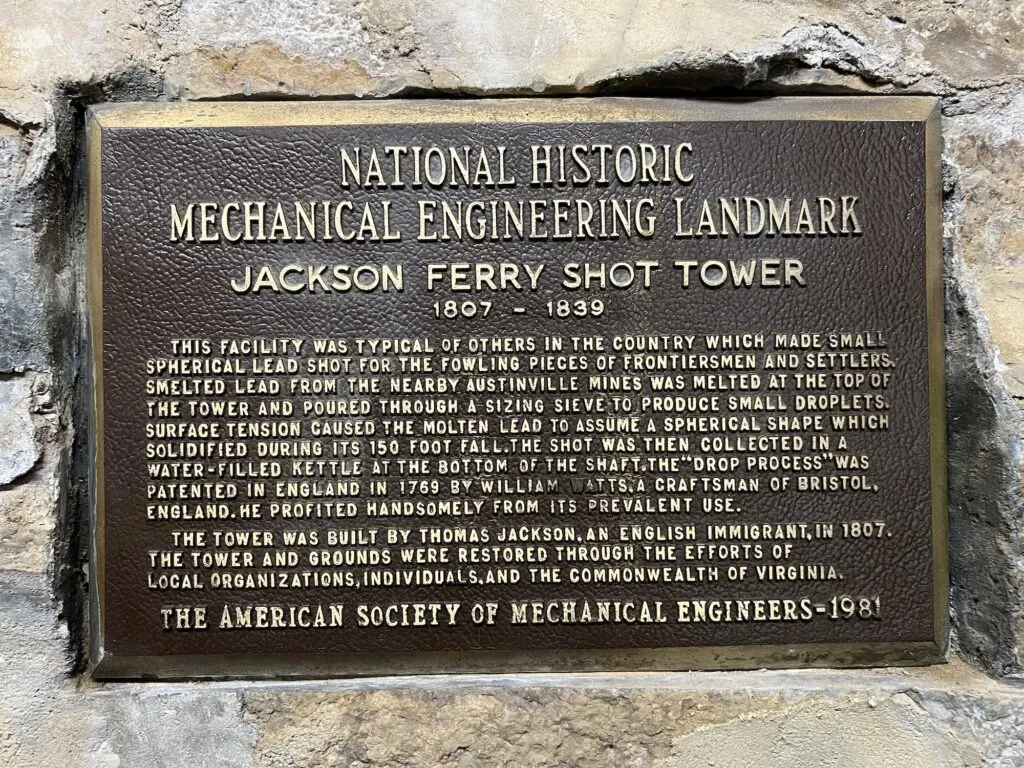 NATIONAL HISTORIC
MECHANICAL ENGINEERING LANDMARK
JACKSON FERRY SHOT TOWER
1807 - 1839
THIS FACILITY WAS TYPICAL OF OTHERS IN THE COUNTRY WHICH MADE SMALL
SPHERICAL LEAD SHOT FOR THE FOWLING PIECES OF FRONTIERSMEN AND SETTLERS.
SMELTED LEAD FROM THE NEARBY AUSTINVILLE MINES WAS MELTED AT THE TOP OF
THE TOWER AND POURED THROUGH A SIZING SIEVE TO PRODUCE SMALL DROPLETS.
SURFACE TENSION CAUSED THE MOLTEN LEAD TO ASSUME A SPHERICAL SHAPE WHICH
SOLIDIFIED DURING ITS 150 FOOT FALL. THE SHOT WAS THEN COLLECTED IN A
WATER-FILLED KETTLE AT THE BOTTOM OF THE SHAFT. THE "DROP PROCESS" WAS
PATENTED IN ENGLAND IN 1769 BY WILLIAM WATTS, A CRAFTSMAN OF BRISTOL,
ENGLAND. HE PROFITED HANDSOMELY FROM ITS PREVALENT USE.
THE TOWER WAS BUILT BY THOMAS JACKSON, AN ENGLISH IMMIGRANT, IN 1807.
THE TOWER AND GROUNDS WERE RESTORED THROUGH THE EFFORTS OF
LOCAL ORGANIZATIONS, INDIVIDUALS, AND THE COMMONWEALTH OF VIRGINIA.
THE AMERICAN SOCIETY OF MECHANICAL ENGINEERS-1981